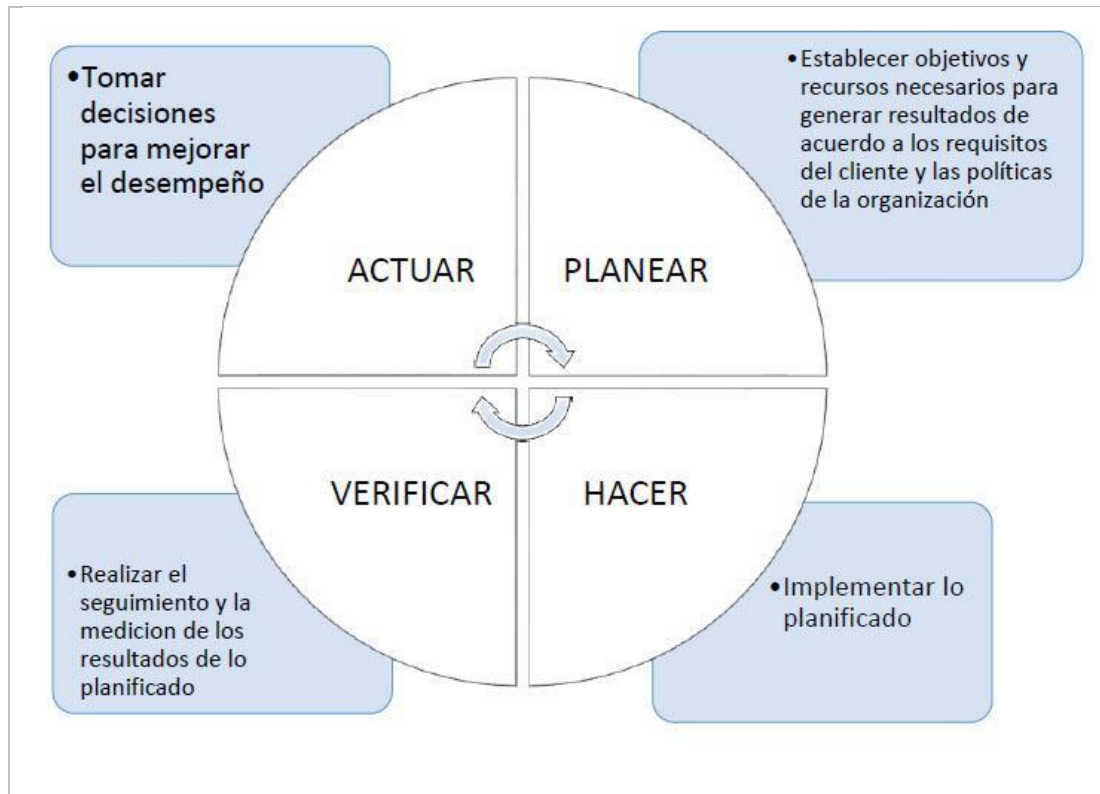 •Tomar
decisiones
para mejorar
el desempeño
•Establecer objetivos y
recursos necesarios para
generar resultados de
acuerdo a los requisitos
del cliente y las políticas
de la organización
ACTUAR
PLANEAR
VERIFICAR
HACER
•Realizar el
seguimiento y la
medicion de los
resultados de lo
planificado
•Implementar lo
planificado